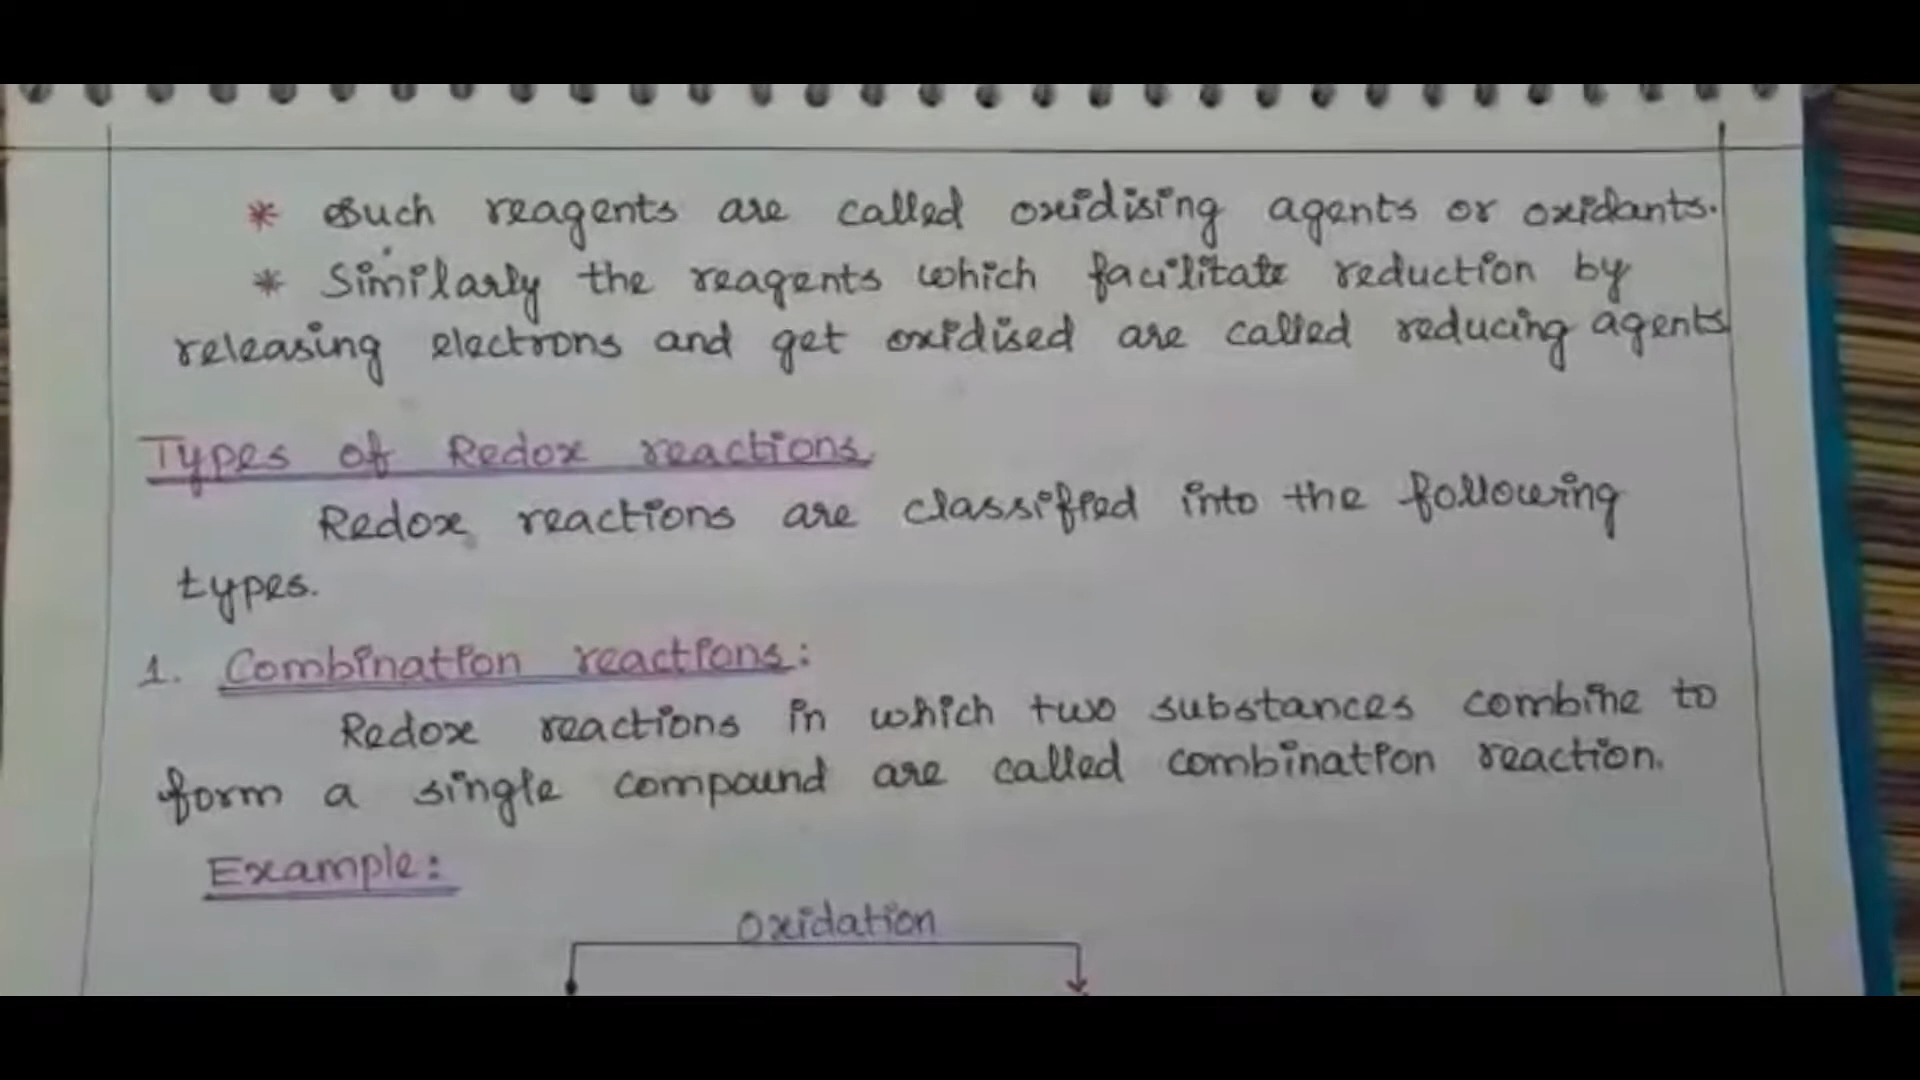 * Such reagents are called oxidising agents or oxidants.
* Similarly the reagents which facilitate reduction by
releasing electrons and get oxidised are called reducing agents
Types of Redox reactions
Redox reactions are classified into the following
types.
1. Combination reactions:
Redox reactions in which two substances combine to
form a single compound are called combination reaction.
Example:
Oxidation